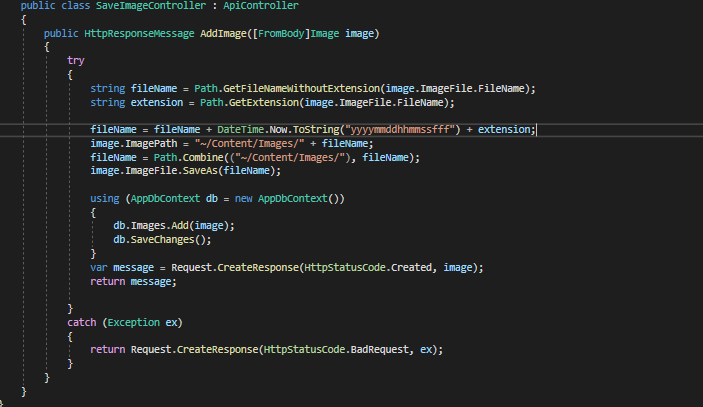 public class SaveImageController : ApiController
{
public HttpResponseMessage AddImage([FromBody]Image image)
{
try
{
string fileName = Path.GetFileNameWithoutExtension(image.ImageFile.FileName);
string extension = Path.GetExtension(image.ImageFile.FileName);
fileName = fileName + DateTime.Now.ToString("yyyymmddhhmmssfff") + extension;
image.ImagePath = "~/Content/Images/" + fileName;
fileName = Path.Combine(("~/Content/Images/"), fileName);
image.ImageFile.SaveAs(fileName);
using (AppDbContext db = new AppDbContext())
{
db.Images.Add(image);
db.SaveChanges();
}
var message = Request.CreateResponse(HttpStatusCode.Created, image);
return message;
}
catch (Exception ex)
{
return Request.CreateResponse(HttpStatusCode.BadRequest, ex);
}
}
}
}